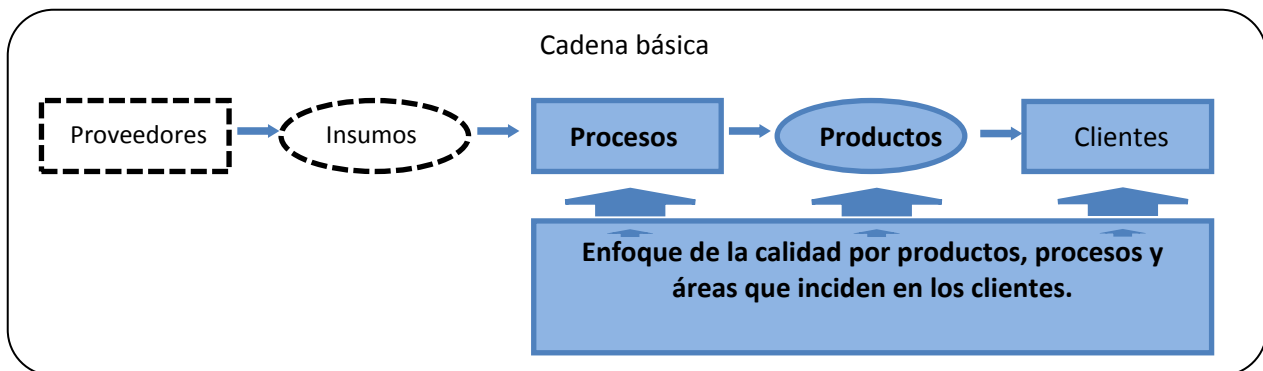 Cadena básica
Proveedores
Insumos
Procesos
Productos
Clientes
Enfoque de la calidad por productos, procesos y
áreas que inciden en los clientes.